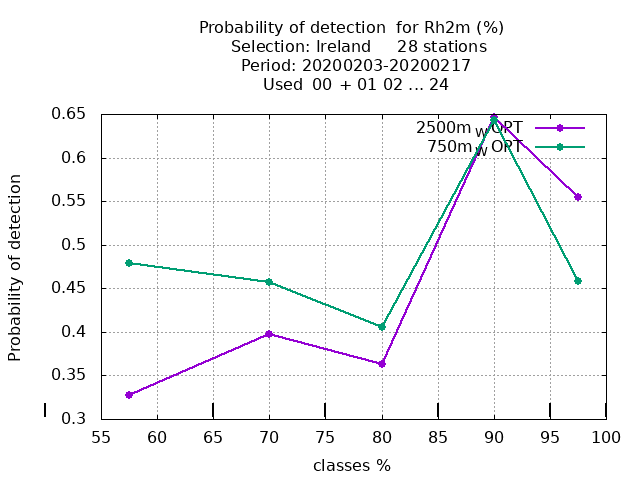 Probability of detection  for Rh2m (%)
Selection: Ireland     28 stations
Period: 20200203-20200217
Used  00  + 01 02 ... 24
0.65
2500m WOPT
750m WOPT
0.6
0.55
0.5
0.45
0.4
0.35
0.3
Probability of detection
55 60 65 70 75 80 85 90 95 100
classes %